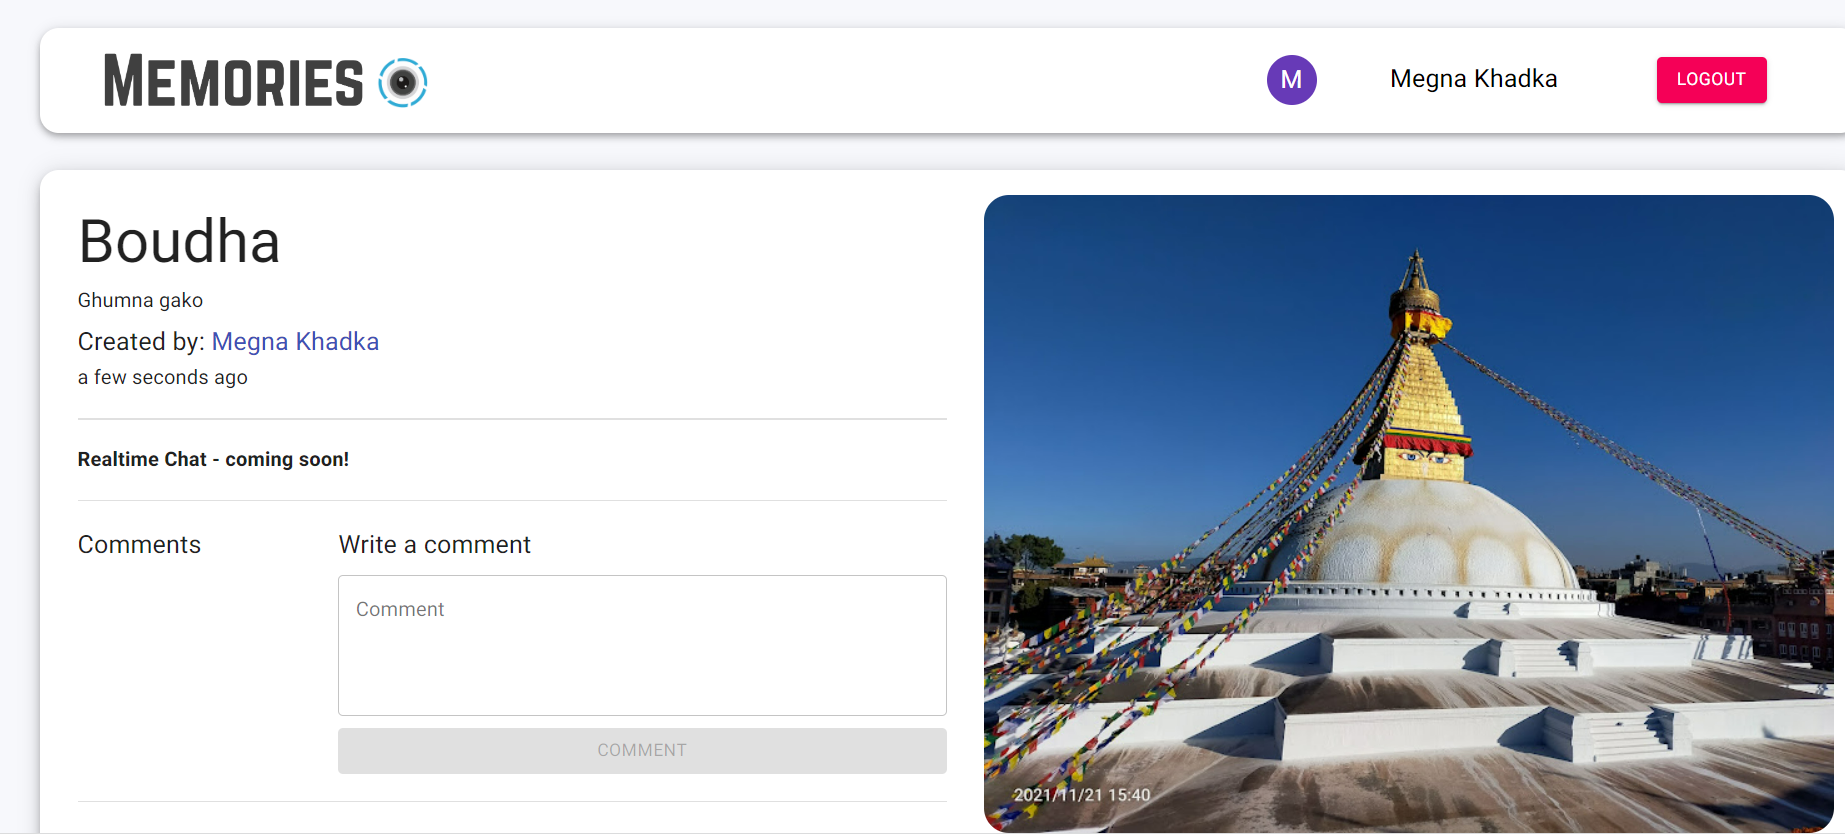 MEMORIES
M
Megna Khadka
LOGOUT
Boudha
Ghumna gako
Created by: Megna Khadka
a few seconds ago
Realtime Chat - coming soon!
Comments
Write a comment
Comment
COMMENT
2021/11/21 15:40